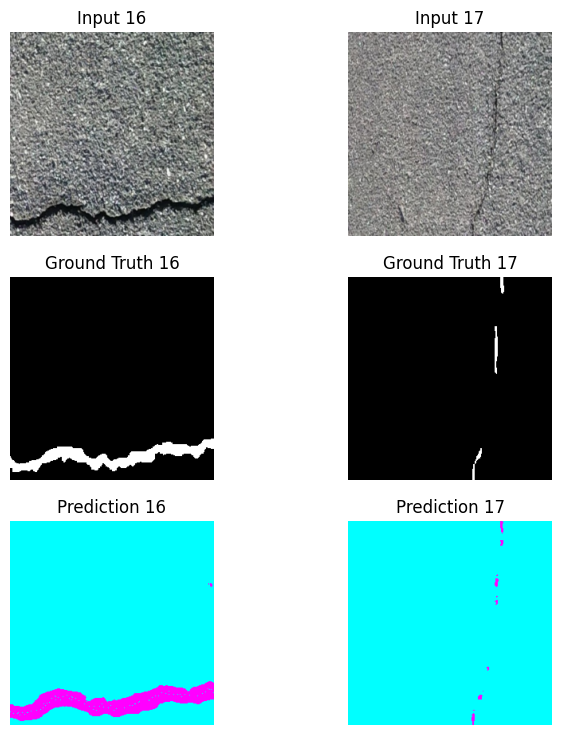 Input 16
Input 17
Ground Truth 16
Ground Truth 17
Prediction 16
Prediction 17